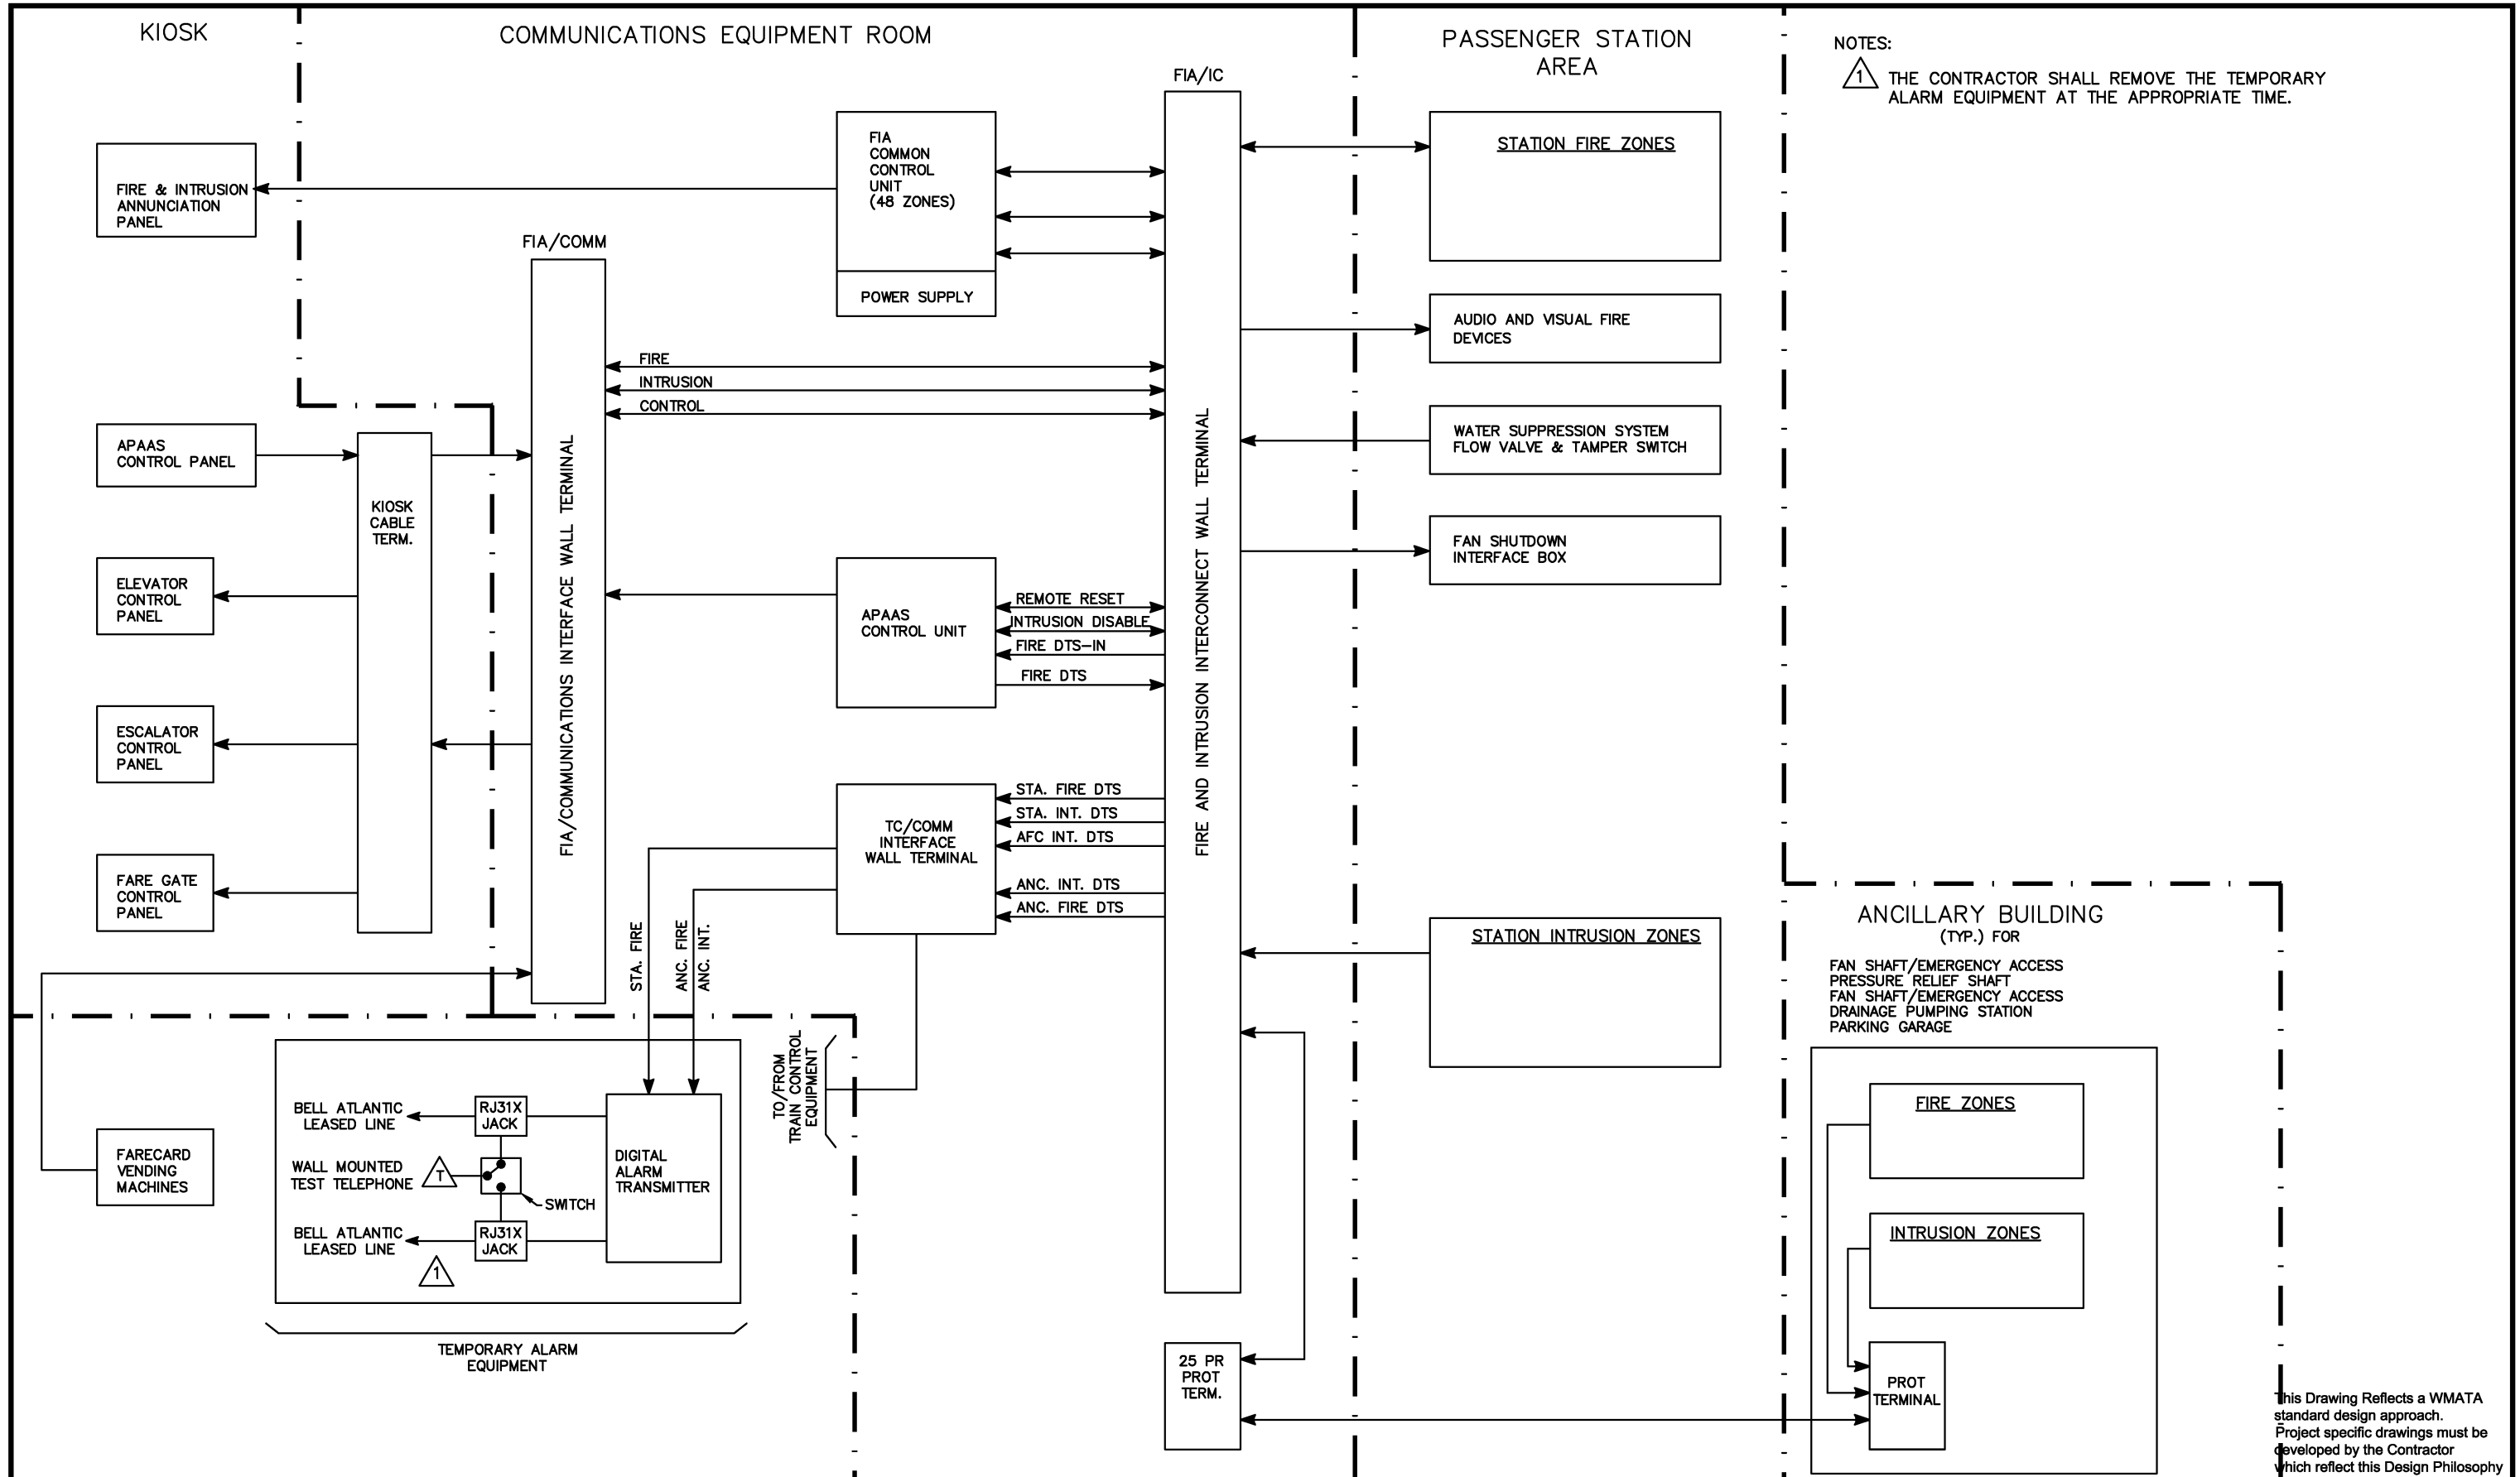 KIOSK
COMMUNICATIONS EQUIPMENT ROOM
PASSENGER STATION
AREA
NOTES:
1
THE CONTRACTOR SHALL REMOVE THE TEMPORARY
ALARM EQUIPMENT AT THE APPROPRIATE TIME.
FIA/IC
FIRE & INTRUSION
ANNUNCIATION
PANEL
FIA
COMMON
CONTROL
UNIT
(48 ZONES)
POWER SUPPLY
STATION FIRE ZONES
FIA/COMM
AUDIO AND VISUAL FIRE
DEVICES
FIRE
INTRUSION
CONTROL
WATER SUPPRESSION SYSTEM
FLOW VALVE & TAMPER SWITCH
APAAS
CONTROL PANEL
KIOSK
CABLE
TERM.
FIA/COMMUNICATIONS INTERFACE WALL TERMINAL
FIRE AND INTRUSION INTERCONNECT WALL TERMINAL
FAN SHUTDOWN
INTERFACE BOX
ELEVATOR
CONTROL
PANEL
APAAS
CONTROL UNIT
REMOTE RESET
INTRUSION DISABLE
FIRE DTS-IN
FIRE DTS
ESCALATOR
CONTROL
PANEL
TC/COMM
INTERFACE
WALL TERMINAL
STA. FIRE DTS
STA. INT. DTS
AFC INT. DTS
ANC. INT. DTS
ANC. FIRE DTS
FARE GATE
CONTROL
PANEL
STA. FIRE
ANC. FIRE
ANC. INT.
STATION INTRUSION ZONES
ANCILLARY BUILDING
(TYP.) FOR
FAN SHAFT/EMERGENCY ACCESS
PRESSURE RELIEF SHAFT
FAN SHAFT/EMERGENCY ACCESS
DRAINAGE PUMPING STATION
PARKING GARAGE
TO/FROM
TRAIN CONTROL
EQUIPMENT
FARECARD
VENDING
MACHINES
BELL ATLANTIC
LEASED LINE
RJ31X
JACK
WALL MOUNTED
TEST TELEPHONE
T
SWITCH
BELL ATLANTIC
LEASED LINE
RJ31X
JACK
1
DIGITAL
ALARM
TRANSMITTER
TEMPORARY ALARM
EQUIPMENT
FIRE ZONES
INTRUSION ZONES
25 PR
PROT
TERM.
PROT
TERMINAL
This Drawing Reflects a WMATA
standard design approach.
Project specific drawings must be
developed by the Contractor
which reflect this Design Philosophy